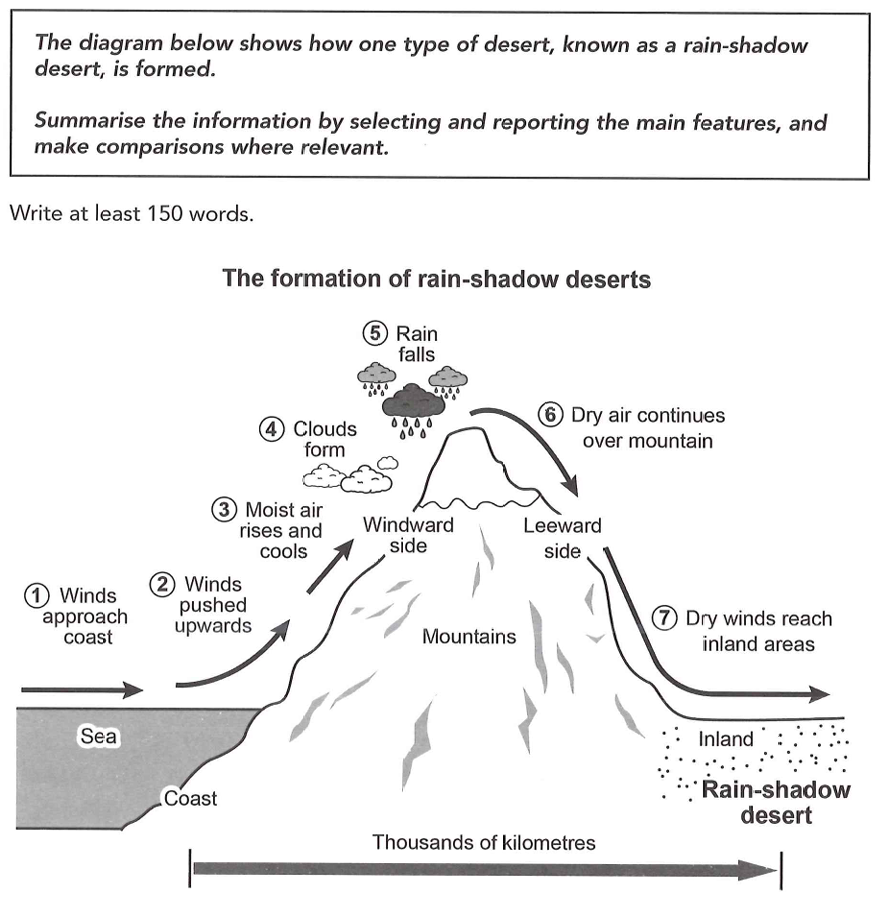 The diagram below shows how one type of desert, known as a rain-shadow
desert, is formed.
Summarise the information by selecting and reporting the main features, and
make comparisons where relevant.
Write at least 150 words.
The formation of rain-shadow deserts
5 Rain
falls
4 Clouds
form
6 Dry air continues
over mountain
3 Moist air
rises and
cools
Windward
side
Leeward
side
1 Winds
approach
coast
2 Winds
pushed
upwards
Mountains
7 Dry winds reach
inland areas
Sea
Coast
Inland
Rain-shadow
desert
Thousands of kilometres